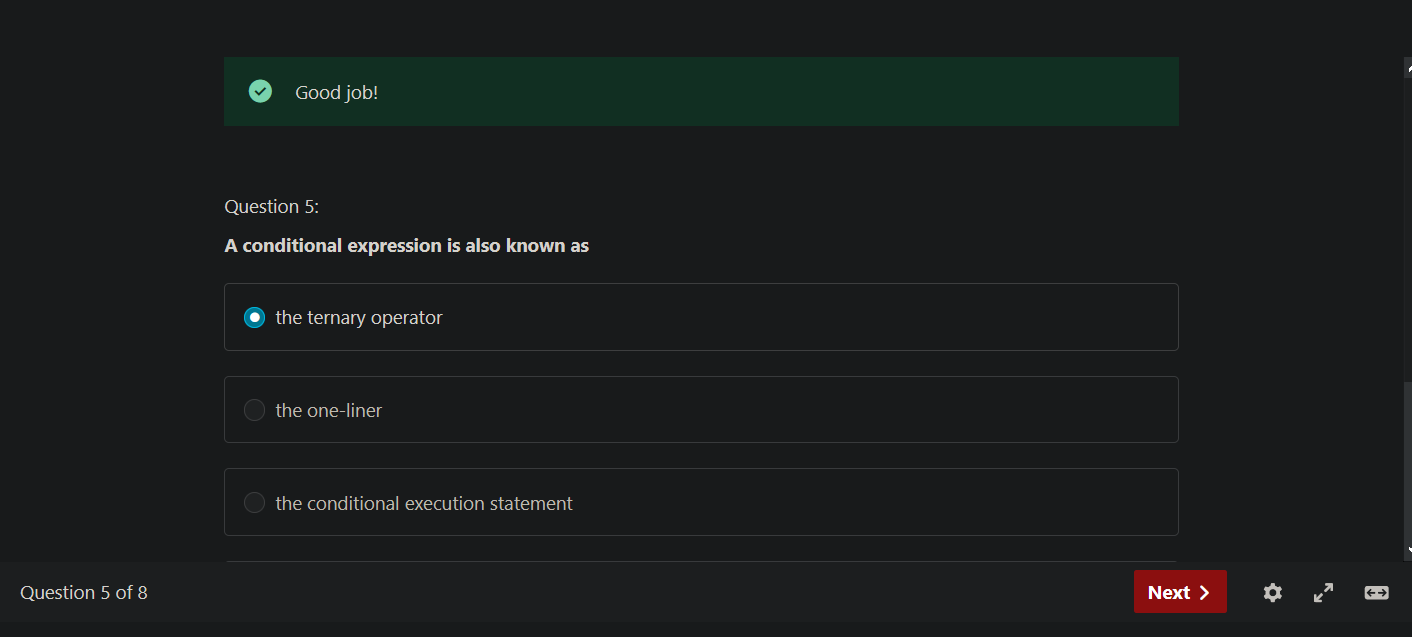 Good job!
Question 5:
A conditional expression is also known as
the ternary operator
the one-liner
the conditional execution statement
Question 5 of 8
Next